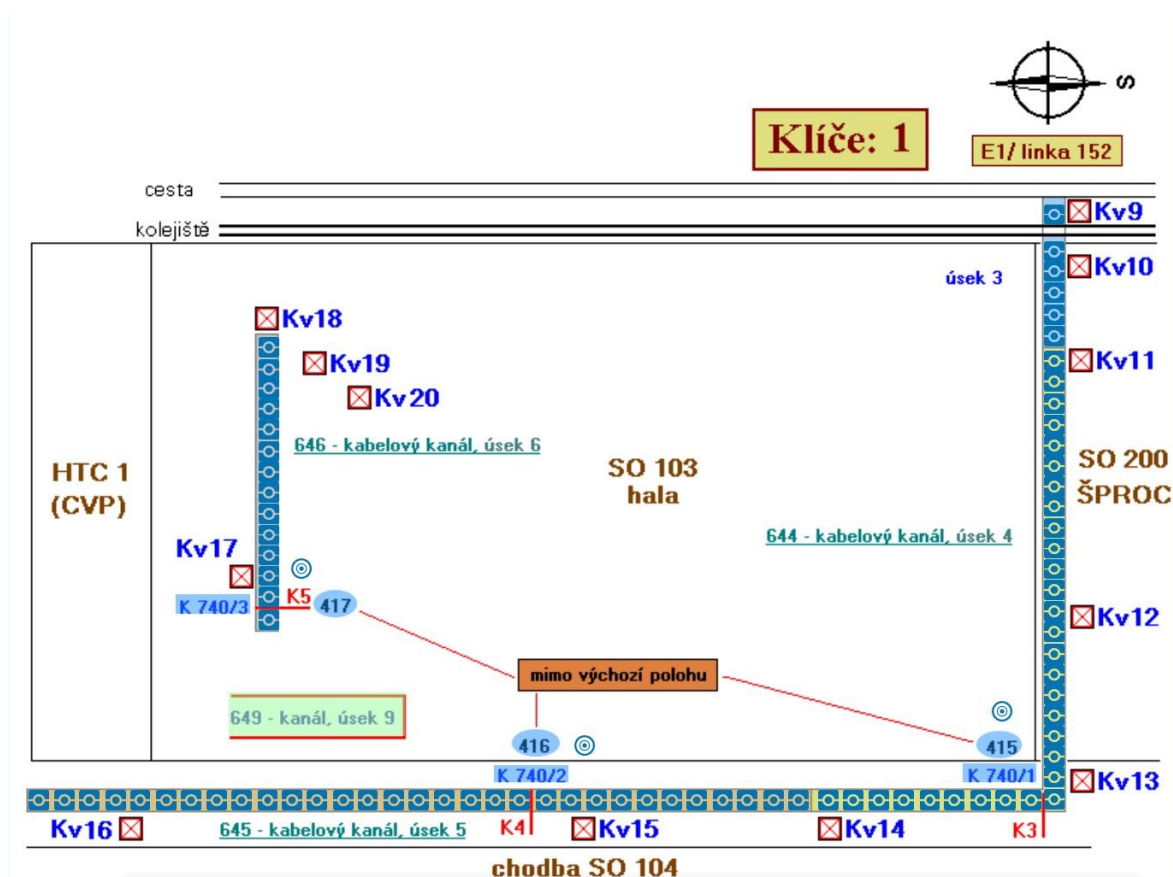 S
Klíče: 1
E1/ linka 152
cesta
Kv9
kolejiště
Kv10
úsek 3
Kv18
Kv19
Kv11
Kv20
646 - kabelový kanál, úsek 6
HTC 1
(CVP)
SO 103
hala
SO 200
ŠPROC
644 - kabelový kanál, úsek 4
Kv17
K5
417
K 740/3
Kv12
mimo výchozí polohu
649 - kanál, úsek 9
416
415
K 740/2
K 740/1
Kv13
Kv16
645 - kabelový kanál, úsek 5
K4
Kv15
Kv14
K3
chodba SO 104